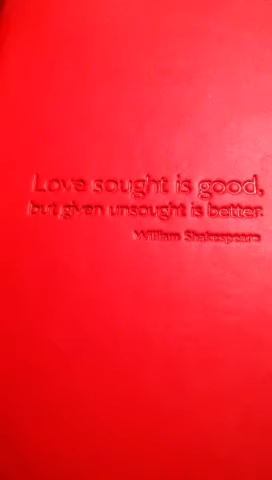 Love sought is good,
but given unsought is better.
William Shakespeare